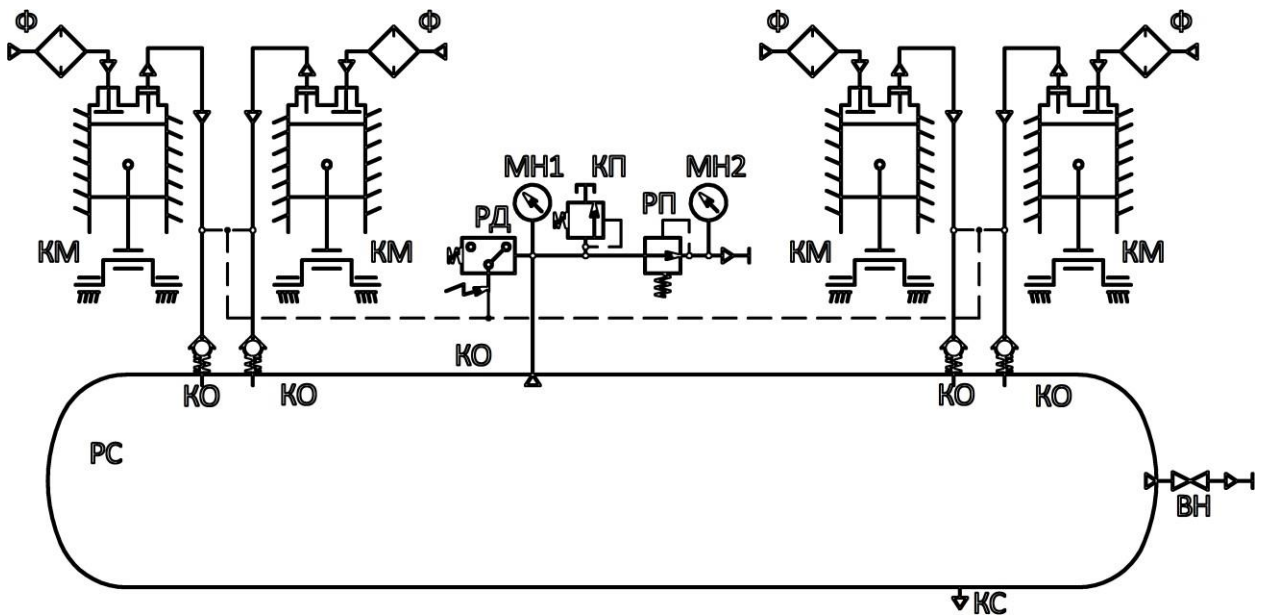 Ф Ф Ф Ф
МН1 КП МН2
РД РП
КМ КМ КМ КМ
КО
КО КО КО КО
РС
ВН
КС